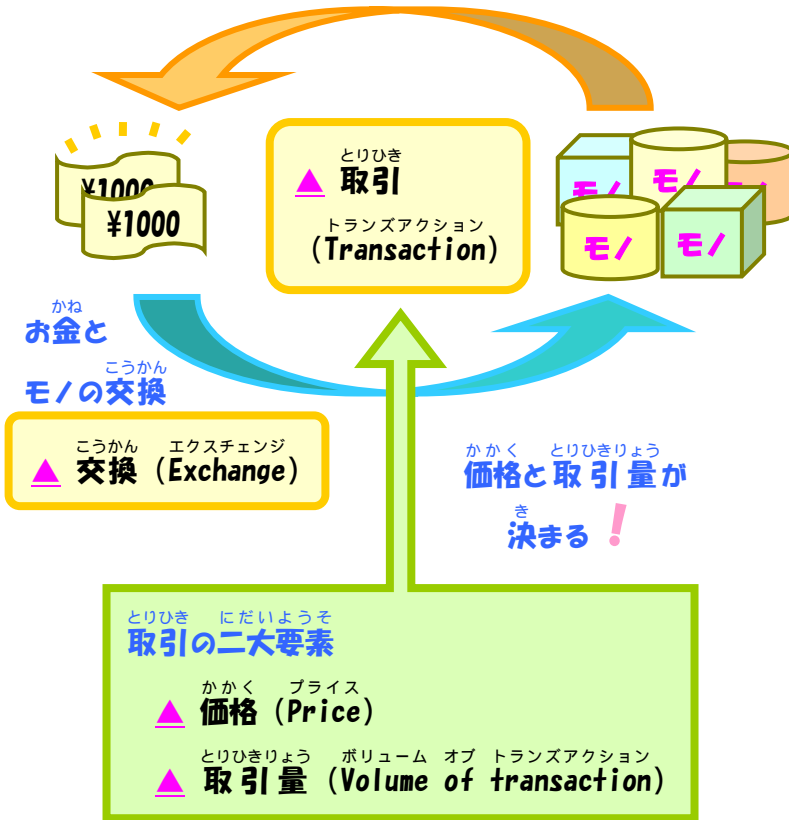 とりひき
▲ 取引
トランズアクション
(Transaction)
¥1000
¥1000
モノ
モノ
モノ
モノ
モノ
かね
お金と
こうかん
モノの交換
こうかん エクスチェンジ
▲ 交換 (Exchange)
かかく とりひきりょう
価格と取引量が
き
決まる!
とりひき にだいようそ
取引の二大要素
かかく プライス
▲ 価格 (Price)
とりひきりょう ボリューム オブ トランズアクション
▲ 取引量 (Volume of transaction)